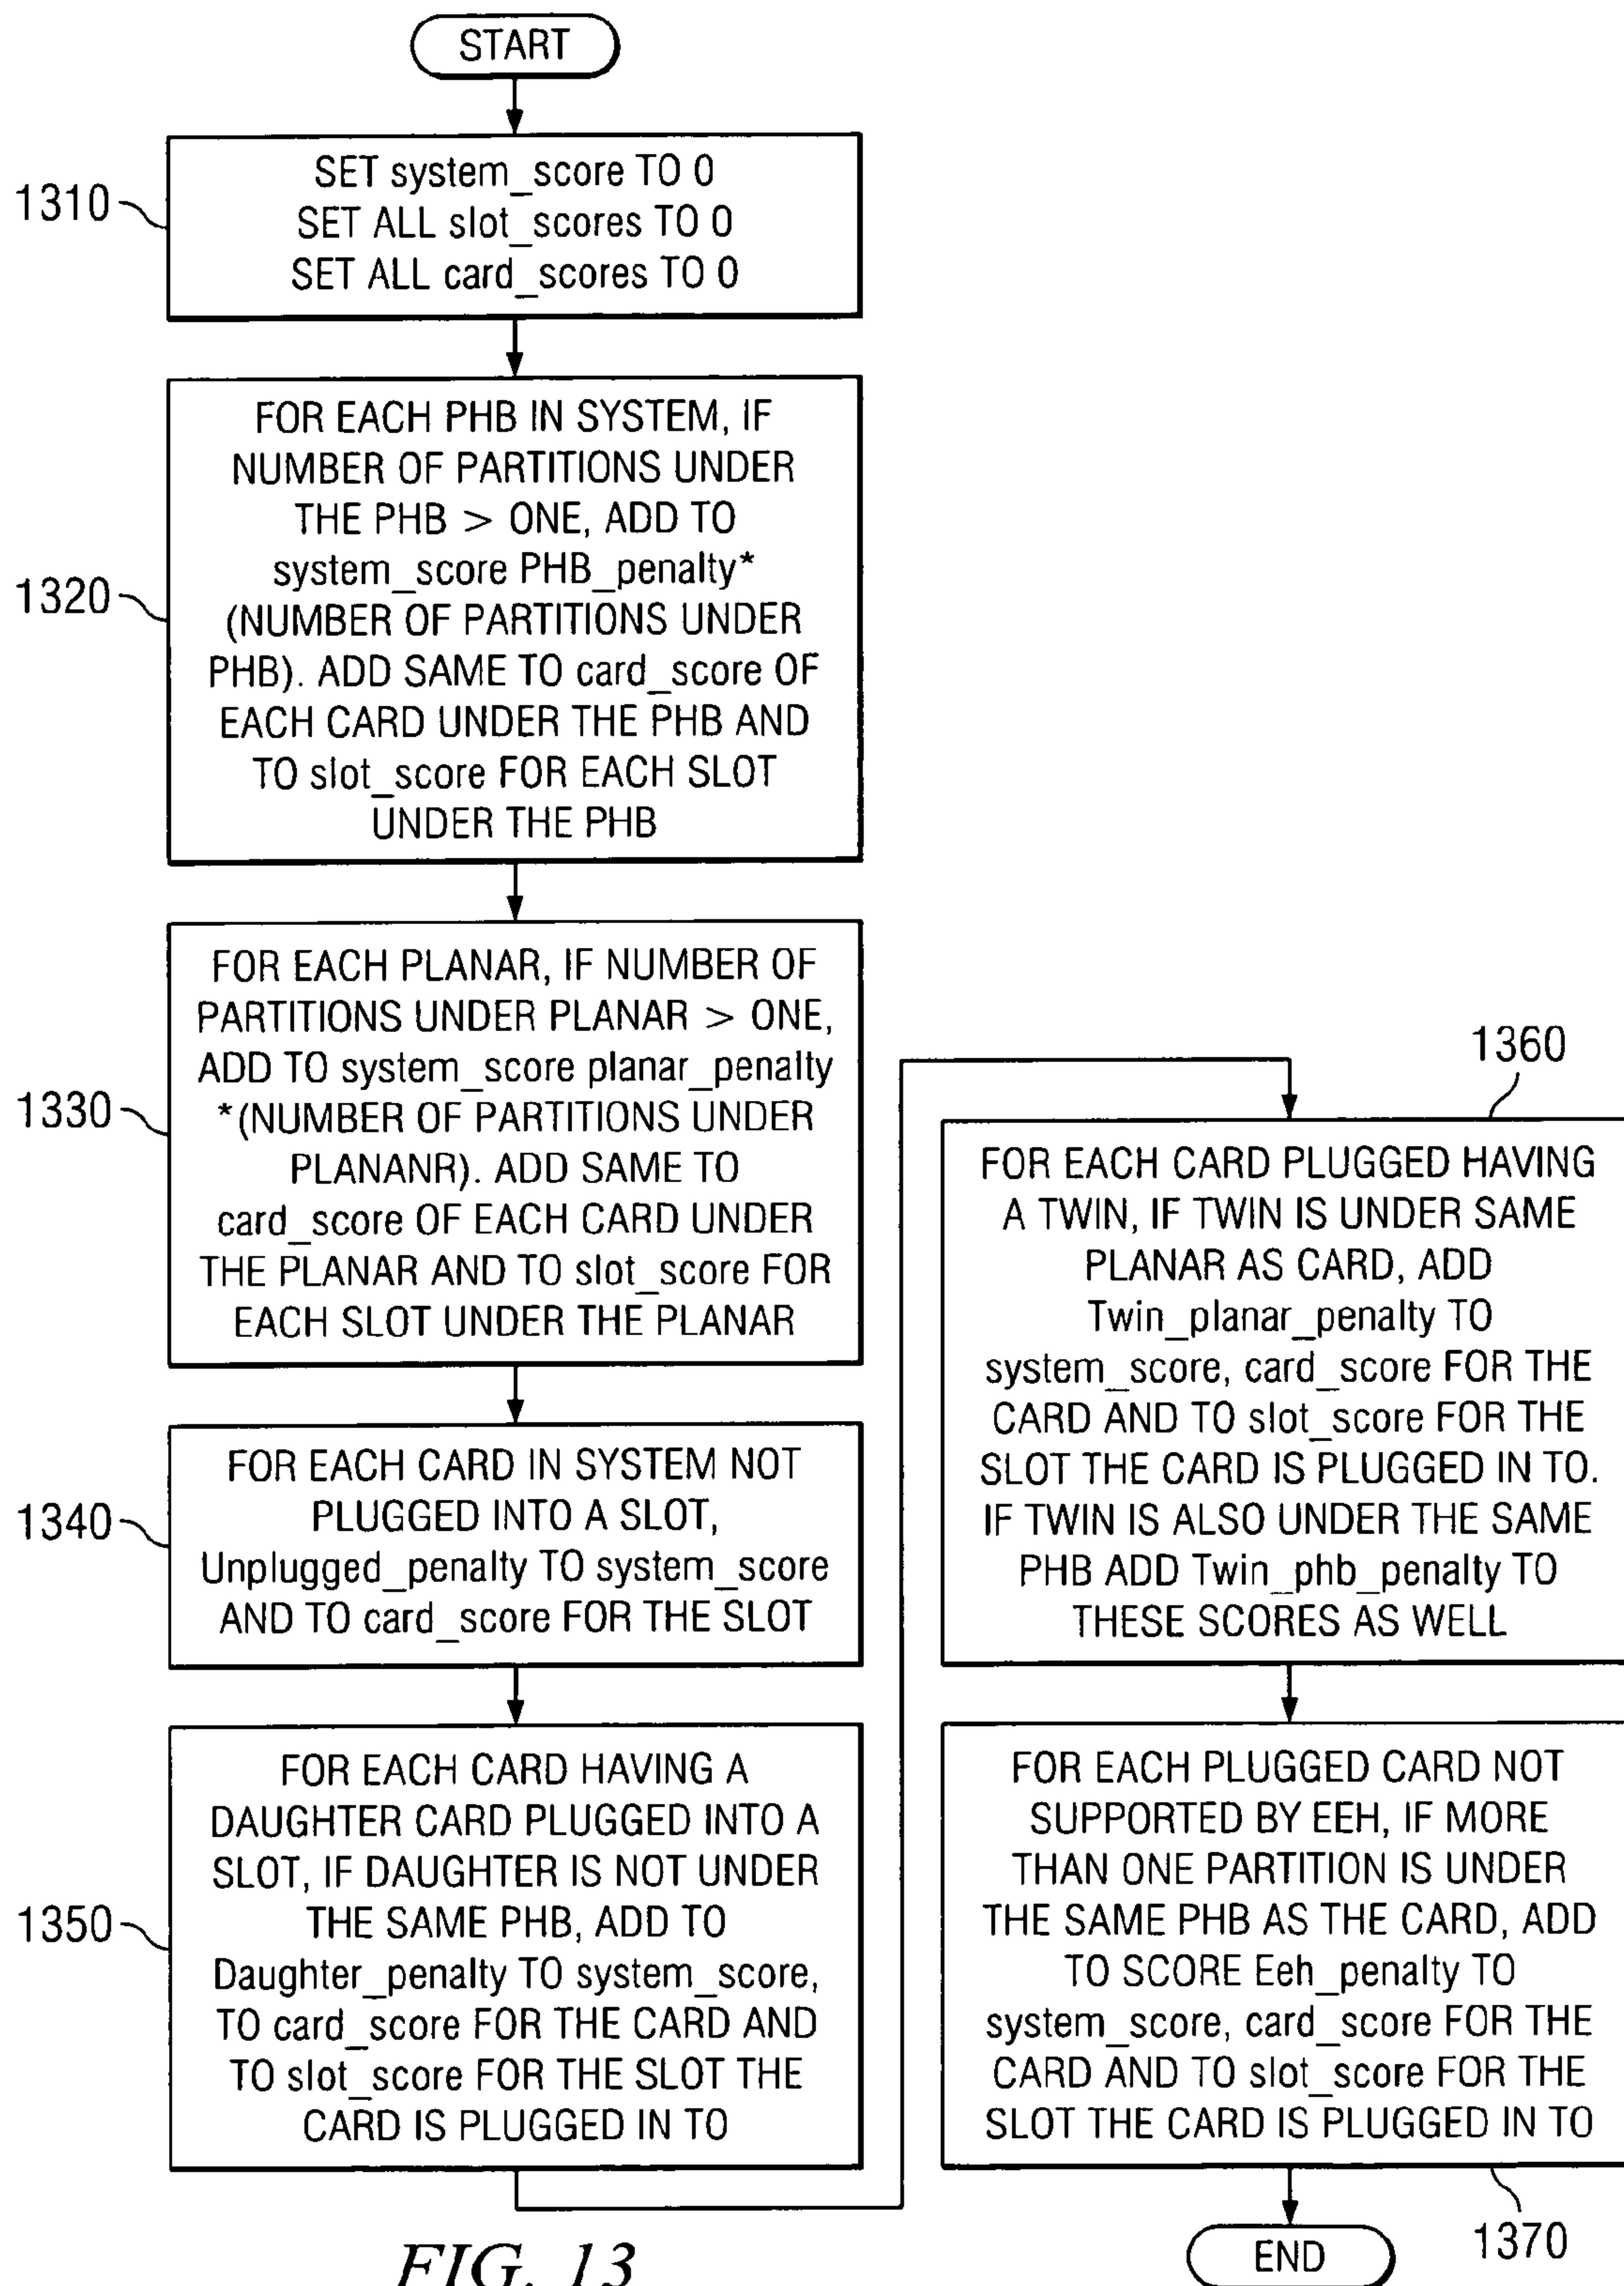 START
1310
SET system_score TO 0
SET ALL slot_scores TO 0
SET ALL card_scores TO 0
1320
FOR EACH PHB IN SYSTEM, IF
NUMBER OF PARTITIONS UNDER
THE PHB > ONE, ADD TO
system_score PHB_penalty*
(NUMBER OF PARTITIONS UNDER
PHB). ADD SAME TO card_score OF
EACH CARD UNDER THE PHB AND
TO slot_score FOR EACH SLOT
UNDER THE PHB
1330
FOR EACH PLANAR, IF NUMBER OF
PARTITIONS UNDER PLANAR > ONE,
ADD TO system_score planar_penalty
*(NUMBER OF PARTITIONS UNDER
PLANANR). ADD SAME TO
card_score OF EACH CARD UNDER
THE PLANAR AND TO slot_score FOR
EACH SLOT UNDER THE PLANAR
1340
FOR EACH CARD IN SYSTEM NOT
PLUGGED INTO A SLOT,
Unplugged_penalty TO system_score
AND TO card_score FOR THE SLOT
1350
FOR EACH CARD HAVING A
DAUGHTER CARD PLUGGED INTO A
SLOT, IF DAUGHTER IS NOT UNDER
THE SAME PHB, ADD TO
Daughter_penalty TO system_score,
TO card_score FOR THE CARD AND
TO slot_score FOR THE SLOT THE
CARD IS PLUGGED IN TO
1360
FOR EACH CARD PLUGGED HAVING
A TWIN, IF TWIN IS UNDER SAME
PLANAR AS CARD, ADD
Twin_planar_penalty TO
system_score, card_score FOR THE
CARD AND TO slot_score FOR THE
SLOT THE CARD IS PLUGGED IN TO.
IF TWIN IS ALSO UNDER THE SAME
PHB ADD Twin_phb_penalty TO
THESE SCORES AS WELL
FOR EACH PLUGGED CARD NOT
SUPPORTED BY EEH, IF MORE
THAN ONE PARTITION IS UNDER
THE SAME PHB AS THE CARD, ADD
TO SCORE Eeh_penalty TO
system_score, card_score FOR THE
CARD AND TO slot_score FOR THE
SLOT THE CARD IS PLUGGED IN TO
1370
END
FIG. 13